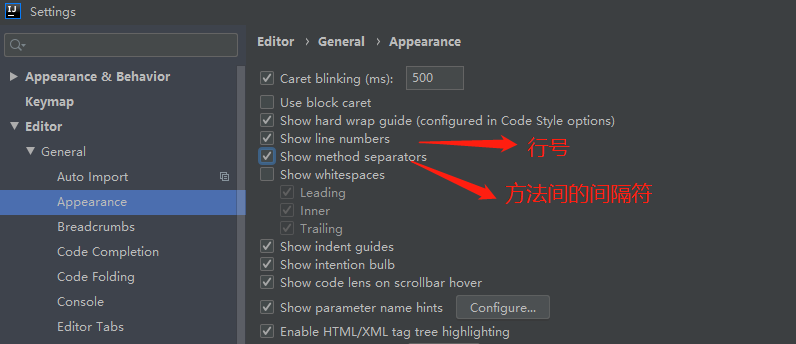 IJ
Settings
Appearance & Behavior
Keymap
Editor
General
Auto Import
Appearance
Breadcrumbs
Code Completion
Code Folding
Console
Editor Tabs
Editor › General › Appearance
Caret blinking (ms): 500
Use block caret
Show hard wrap guide (configured in Code Style options)
Show line numbers
行号
Show method separators
方法间的间隔符
Show whitespaces
Leading
Inner
Trailing
Show indent guides
Show intention bulb
Show code lens on scrollbar hover
Show parameter name hints Configure...
Enable HTML/XML tag tree highlighting